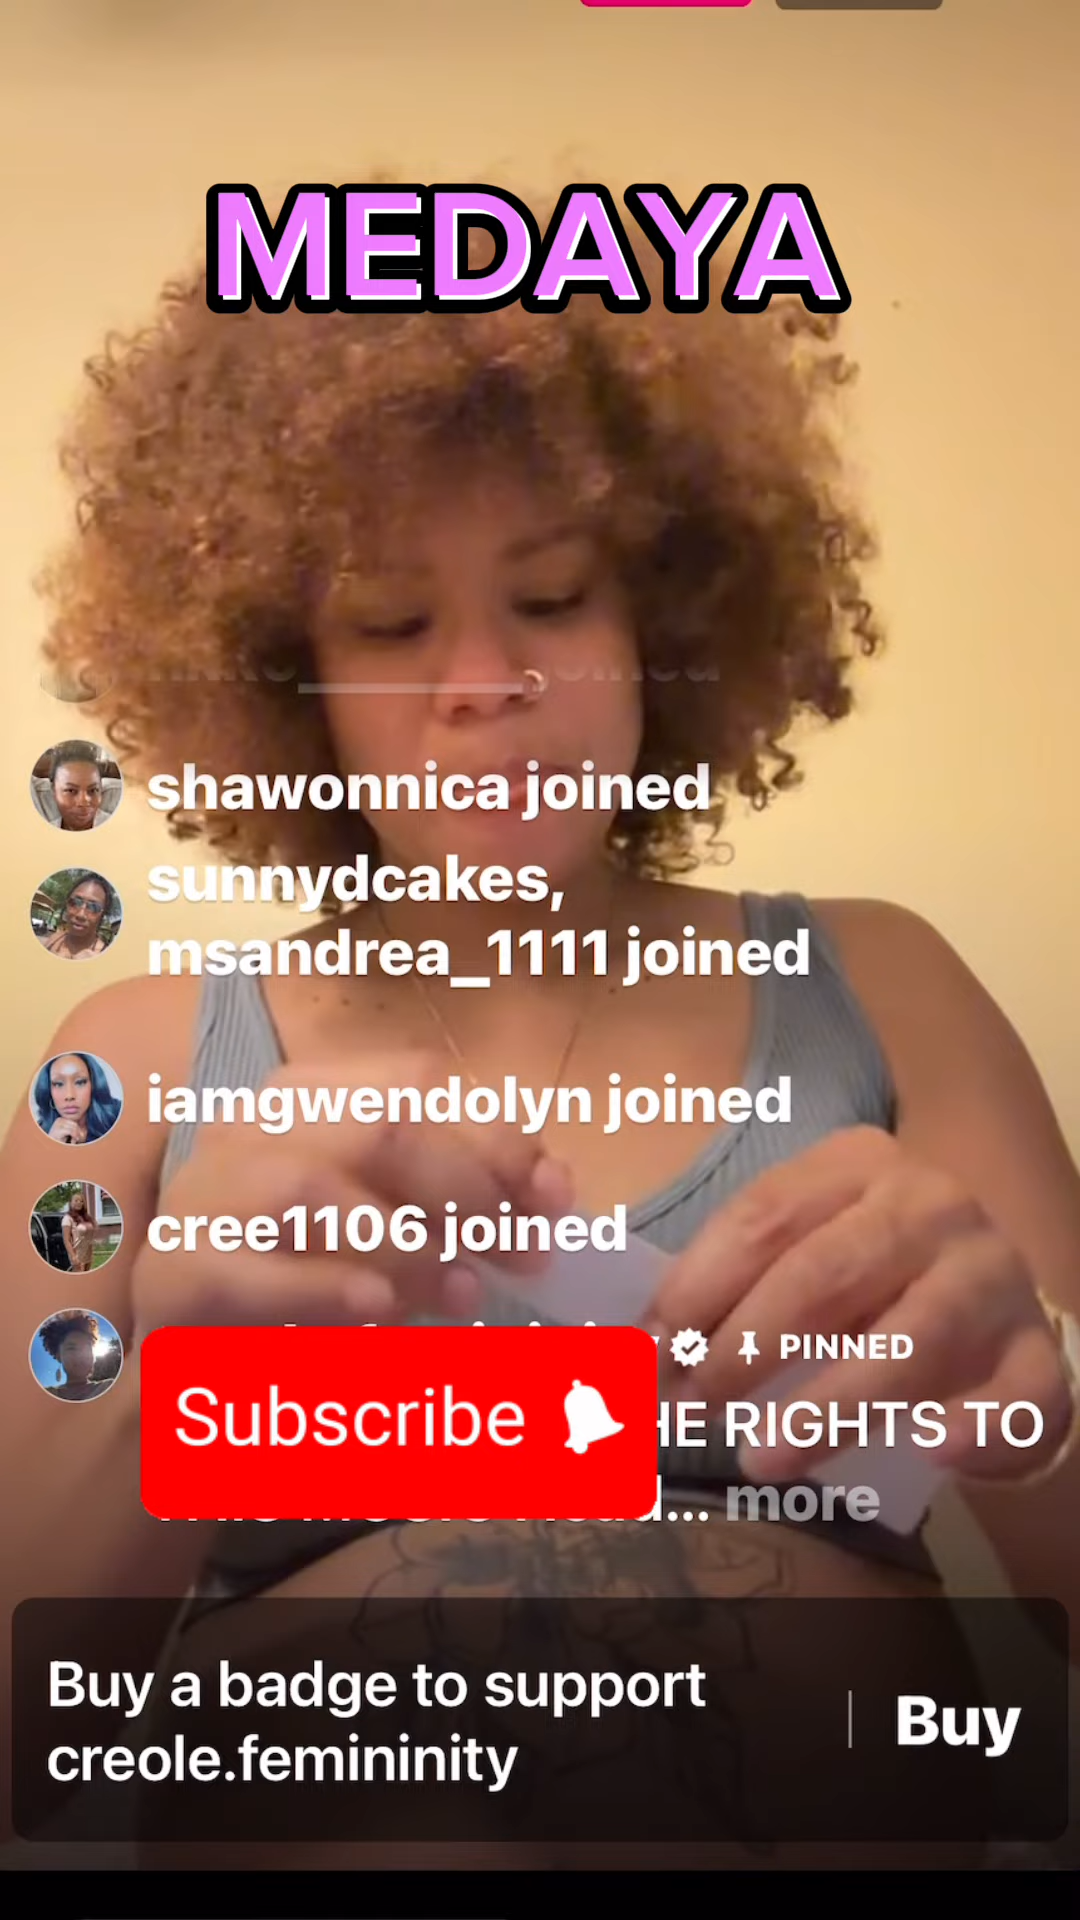 MEDAYA
joined
shawonnica joined
sunnydcakes,
msandrea_1111 joined
iamgwendolyn joined
cree1106 joined
PINNED
Subscribe
RIGHTS TO
... more
Buy a badge to support
creole.femininity
Buy